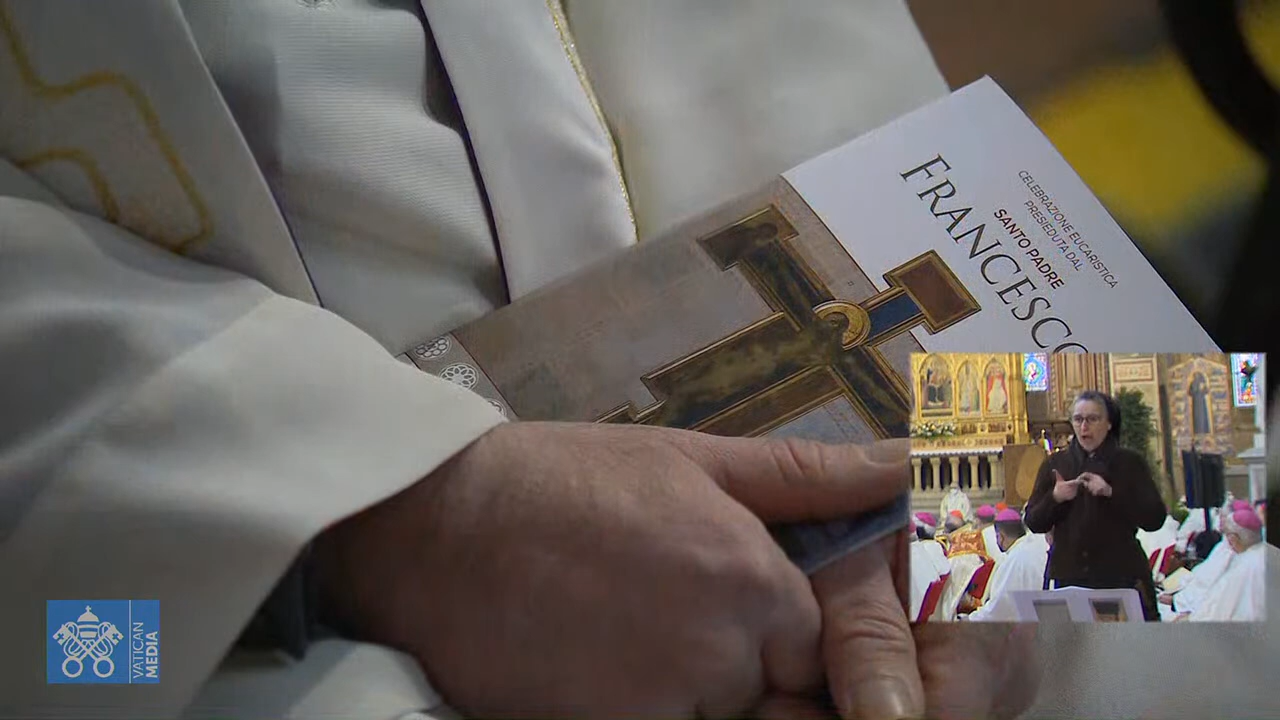 CELEBRAZIONE EUCARISTICA
PRESIEDUTA DAL
SANTO PADRE
FRANCESCO
VATICAN
MEDIA